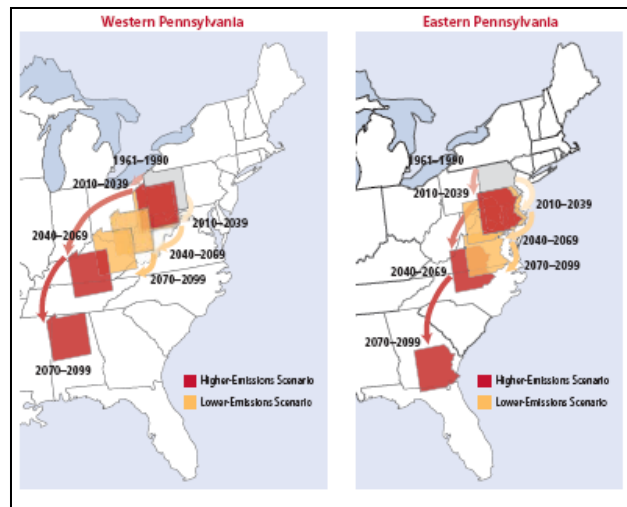 Western Pennsylvania
1961–1990
2010–2039
2010–2039
2040–2069
2040–2069
2070–2099
2070–2099
Higher-Emissions Scenario
Lower-Emissions Scenario
Eastern Pennsylvania
1961–1990
2010–2039
2010–2039
2040–2069
2040–2069
2070–2099
2070–2099
Higher-Emissions Scenario
Lower-Emissions Scenario